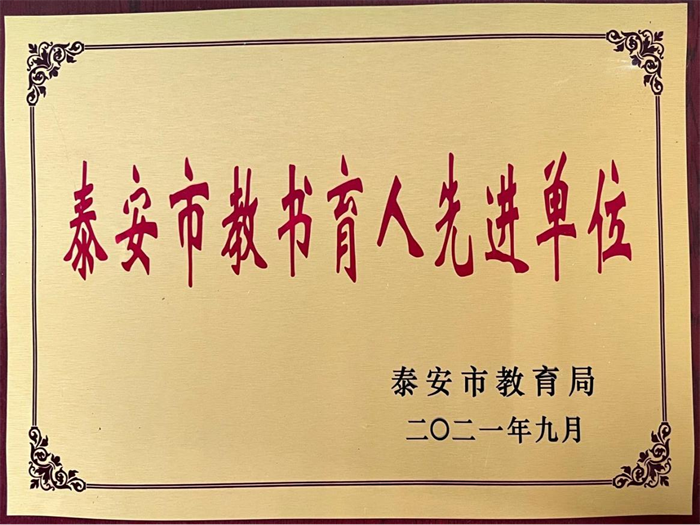 泰安市教书育人先进单位
泰安市教育局
二〇二一年九月